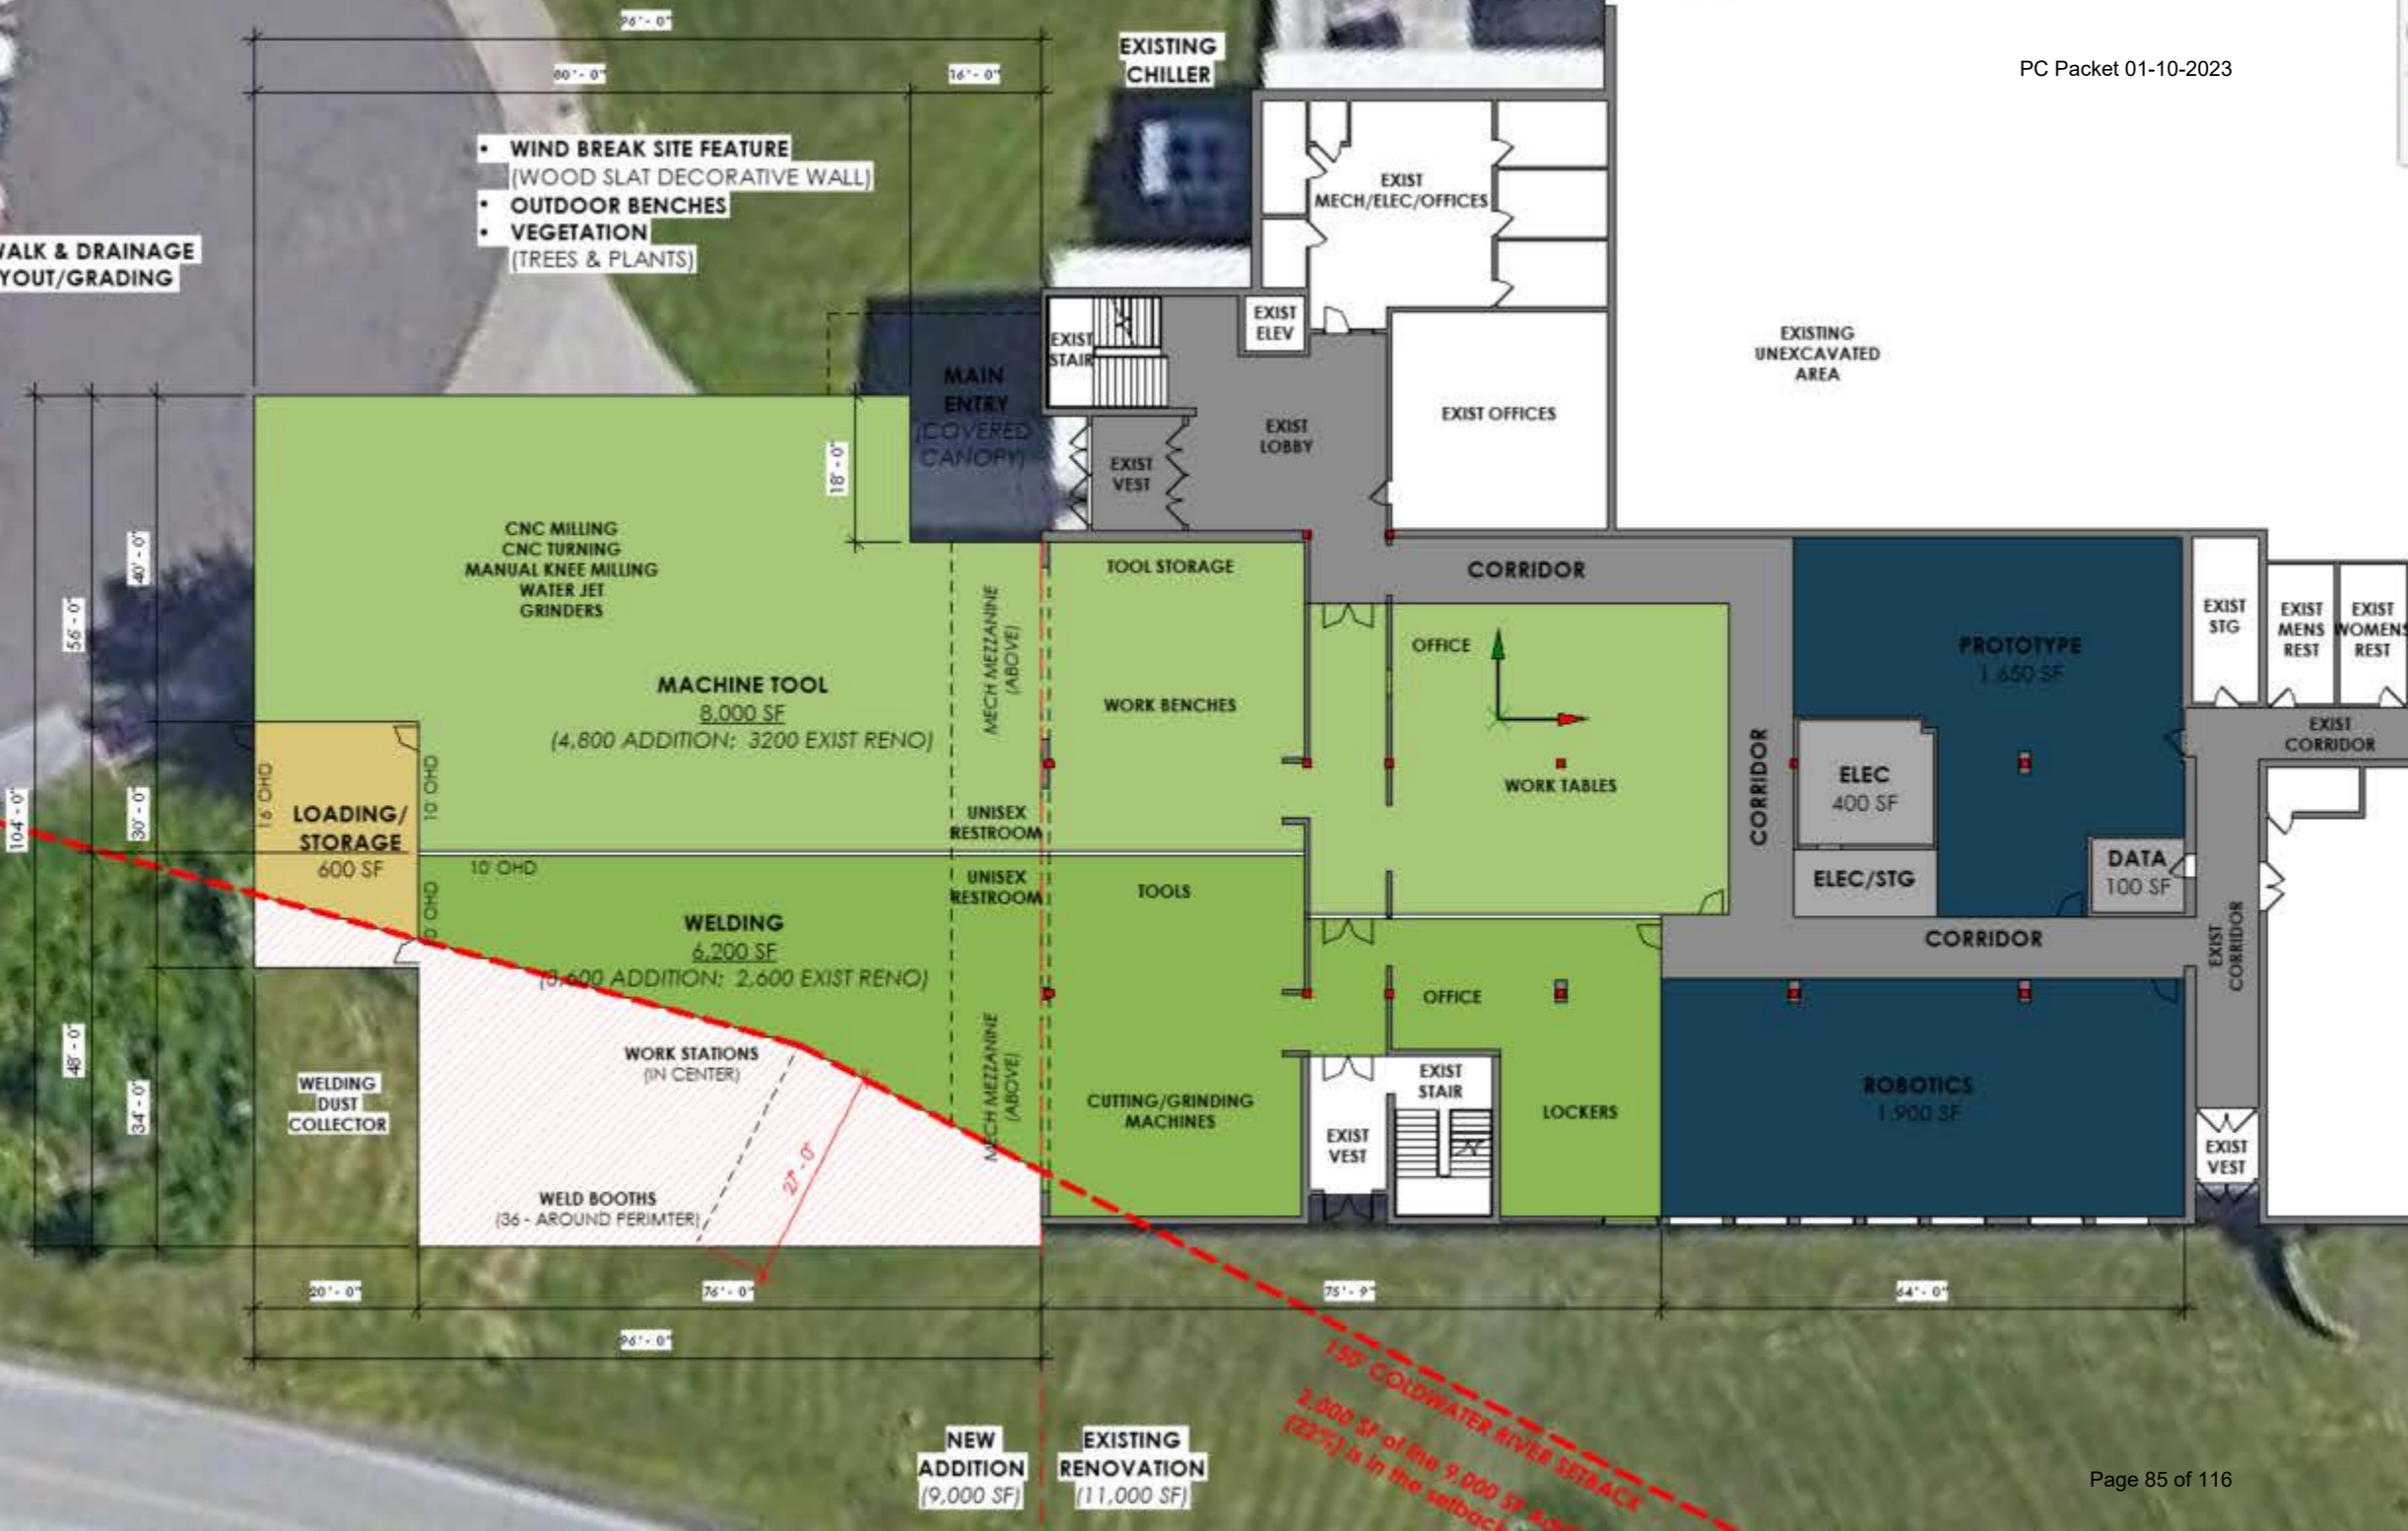 96'- 0"
80'- 0"
16'- 0"
EXISTING
CHILLER
PC Packet 01-10-2023
• WIND BREAK SITE FEATURE
(WOOD SLAT DECORATIVE WALL)
• OUTDOOR BENCHES
• VEGETATION
(TREES & PLANTS)
WALK & DRAINAGE
YOUT/GRADING
EXIST
MECH/ELEC/OFFICES
EXIST
STAIR
EXIST
ELEV
EXISTING
UNEXCAVATED
AREA
MAIN
ENTRY
(COVERED
CANOPY)
EXIST
LOBBY
EXIST OFFICES
EXIST
VEST
18'- 0"
CNC MILLING
CNC TURNING
MANUAL KNEE MILLING
WATER JET
GRINDERS
40'- 0"
56'- 0"
104'- 0"
30'- 0"
48'- 0"
34'- 0"
MACHINE TOOL
8,000 SF
(4,800 ADDITION; 3200 EXIST RENO)
MECH MEZZANINE
(ABOVE)
TOOL STORAGE
WORK BENCHES
CORRIDOR
OFFICE
WORK TABLES
CORRIDOR
PROTOTYPE
1,650 SF
EXIST
STG
EXIST
MENS
REST
EXIST
WOMENS
REST
EXIST
CORRIDOR
ELEC
400 SF
ELEC/STG
DATA
100 SF
16' OHD
LOADING/
STORAGE
600 SF
10' OHD
UNISEX
RESTROOM
10' OHD
10' OHD
UNISEX
RESTROOM
TOOLS
WELDING
6,200 SF
(3,600 ADDITION; 2,600 EXIST RENO)
CORRIDOR
EXIST
CORRIDOR
OFFICE
WORK STATIONS
(IN CENTER)
MECH MEZZANINE
(ABOVE)
WELDING
DUST
COLLECTOR
CUTTING/GRINDING
MACHINES
EXIST
STAIR
LOCKERS
ROBOTICS
1,900 SF
EXIST
VEST
EXIST
VEST
27'- 0"
WELD BOOTHS
(36 - AROUND PERIMTER)
20'- 0"
76'- 0"
75'- 9"
64'- 0"
96'- 0"
150' COLDWATER RIVER SETBACK
2,000 SF of the 9,000 SF Addi
(22%) is in the setback
NEW
ADDITION
(9,000 SF)
EXISTING
RENOVATION
(11,000 SF)
Page 85 of 116